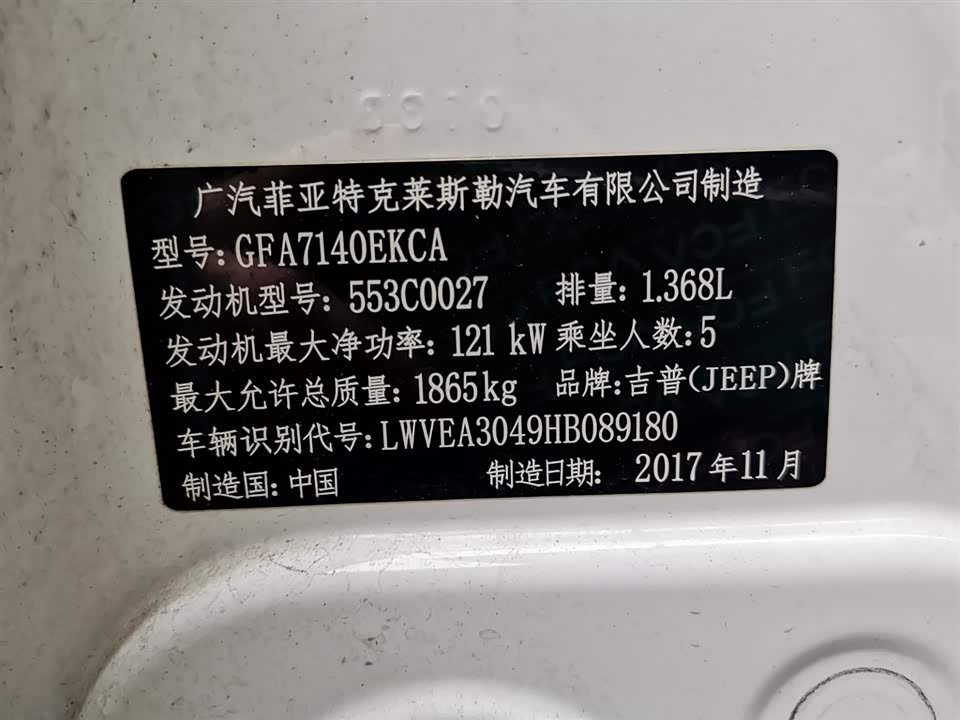 广汽菲亚特克莱斯勒汽车有限公司制造
型号: GFA7140EKCA
发动机型号: 553C0027 排量: 1.368L
发动机最大净功率: 121 kW 乘坐人数: 5
最大允许总质量: 1865kg 品牌: 吉普(JEEP)牌
车辆识别代号: LWVEA3049HB089180
制造国: 中国 制造日期: 2017年11月